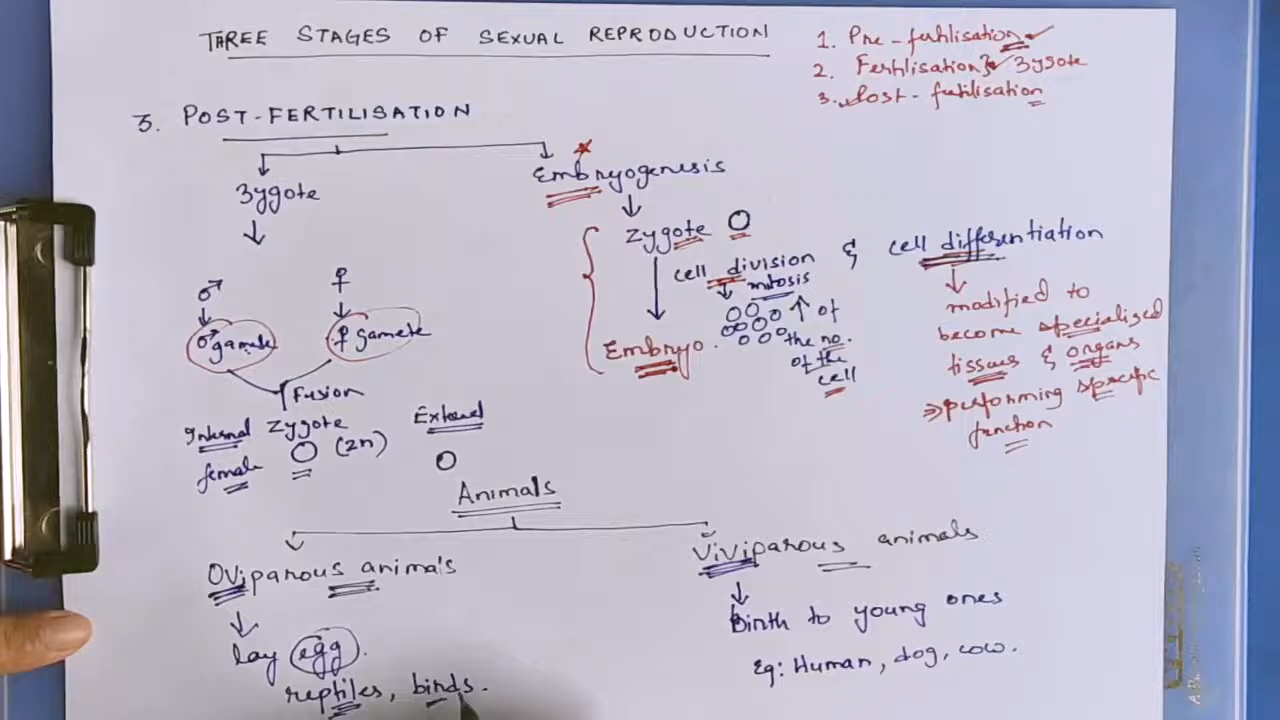 THREE STAGES OF SEXUAL REPRODUCTION
1. Pre-fertilisation
2. Fertilisation} zygote
3. Post-fertilisation
3. POST-FERTILISATION
Zygote
Embryogenesis
♂
♀
♂gamete
♀ gamete
Fusion
Internal
female
Zygote
(2n)
External
Zygote
cell division & cell differentiation
mitosis
↑ of
the no.
of the
cell
Embryo.
modified to
become specialised
tissues & organs
⇒ performing specific
function
Animals
Oviparous animals
lay egg.
reptiles, birds.
Viviparous animals
Birth to young ones
Eg: Human, dog, cow.